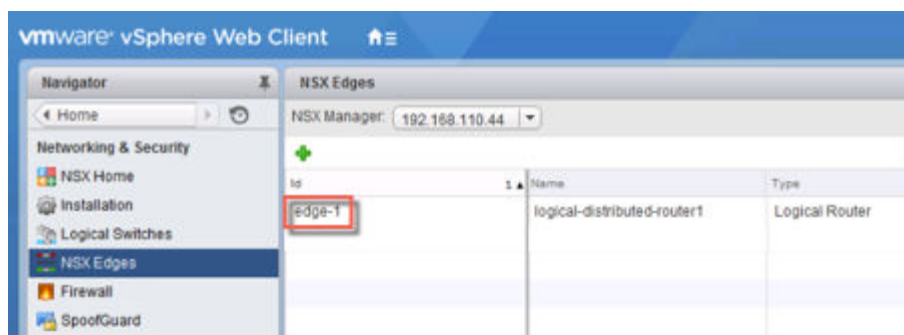 vmware® vSphere Web Client
Navigator
NSX Edges
Home
NSX Manager: 192.168.110.44
Networking & Security
NSX Home
Id 1 Name Type
Installation
edge-1 logical-distributed-router1 Logical Router
Logical Switches
NSX Edges
Firewall
SpoofGuard